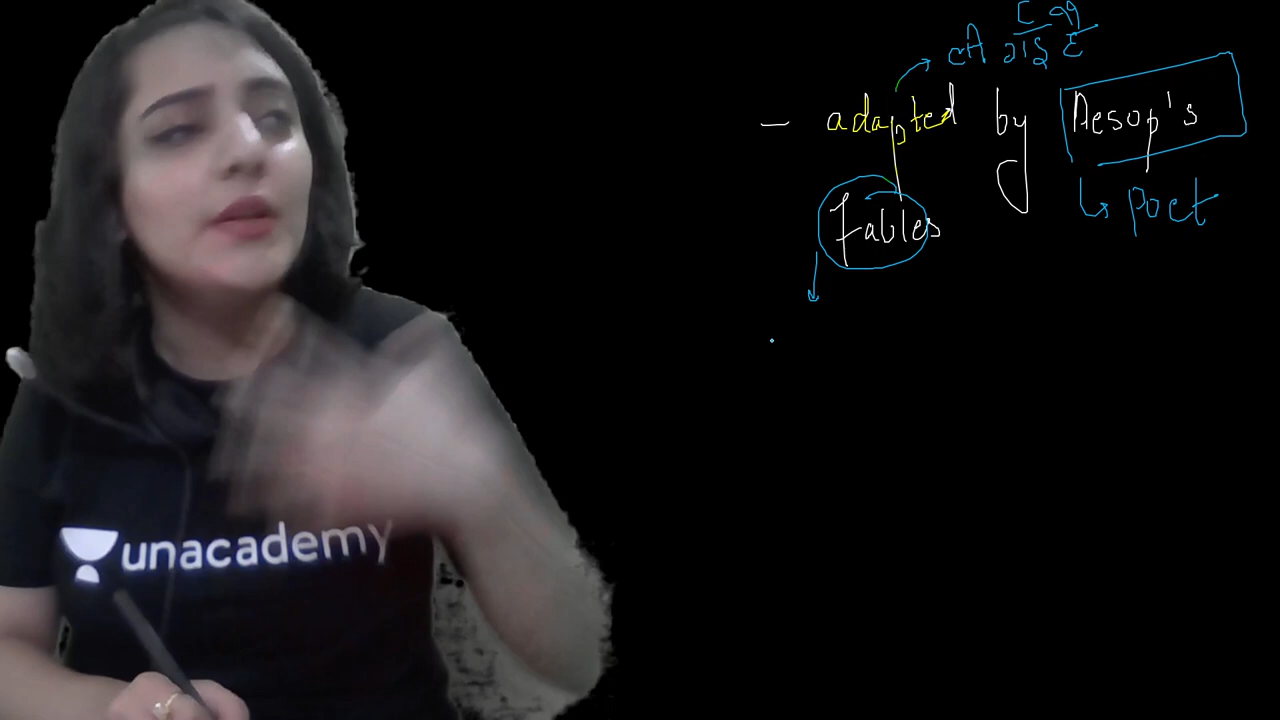 - adapted by Aesop's
↳ poet
fables
unacademy